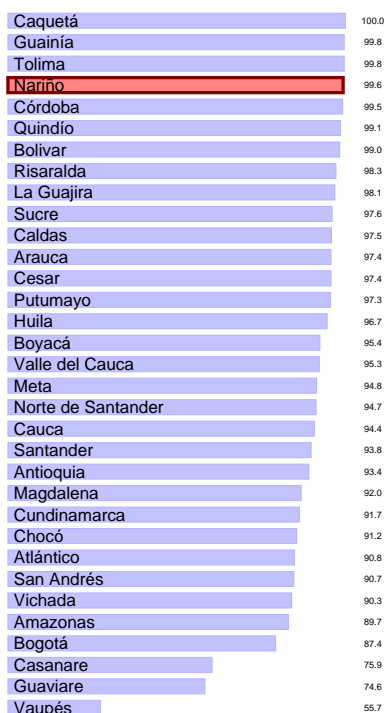 Caquetá 100.0
Guainía 99.8
Tolima 99.8
Nariño 99.6
Córdoba 99.5
Quindío 99.1
Bolivar 99.0
Risaralda 98.3
La Guajira 98.1
Sucre 97.6
Caldas 97.5
Arauca 97.4
Cesar 97.4
Putumayo 97.3
Huila 96.7
Boyacá 95.4
Valle del Cauca 95.3
Meta 94.8
Norte de Santander 94.7
Cauca 94.4
Santander 93.8
Antioquia 93.4
Magdalena 92.0
Cundinamarca 91.7
Chocó 91.2
Atlántico 90.8
San Andrés 90.7
Vichada 90.3
Amazonas 89.7
Bogotá 87.4
Casanare 75.9
Guaviare 74.6
Vaupés 55.7